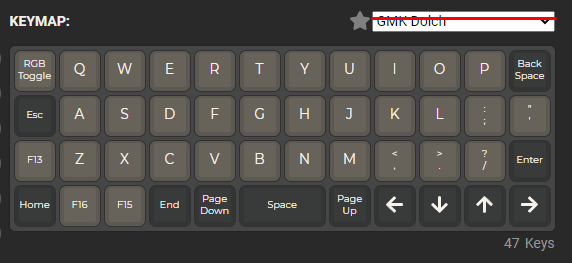 KEYMAP: GMK Dolch
RGB Toggle Q W E R T Y U I O P Back Space
Esc A S D F G H J K L : ; " '
F13 Z X C V B N M < , > . ? / Enter
Home F16 F15 End Page Down Space Page Up ← ↓ ↑ →
47 Keys